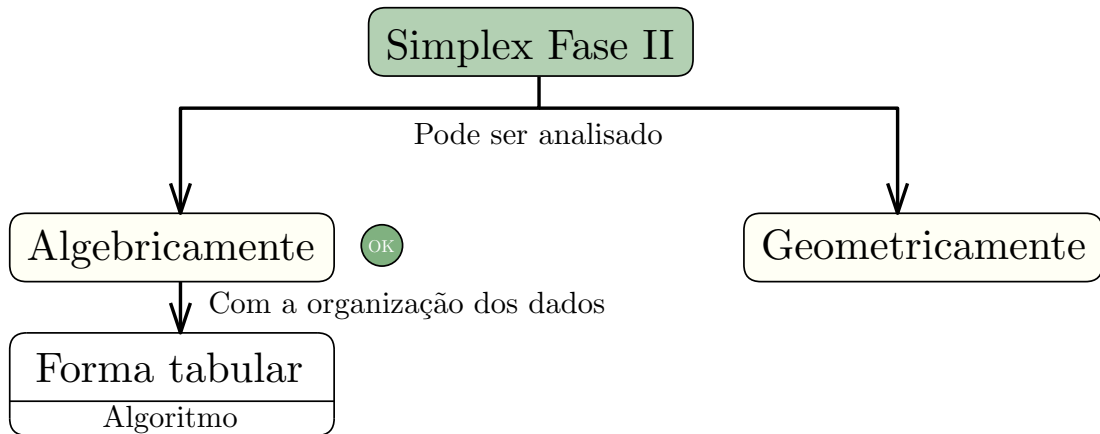 Simplex Fase II
Pode ser analisado
Algebricamente
OK
Geometricamente
Com a organização dos dados
Forma tabular
Algoritmo